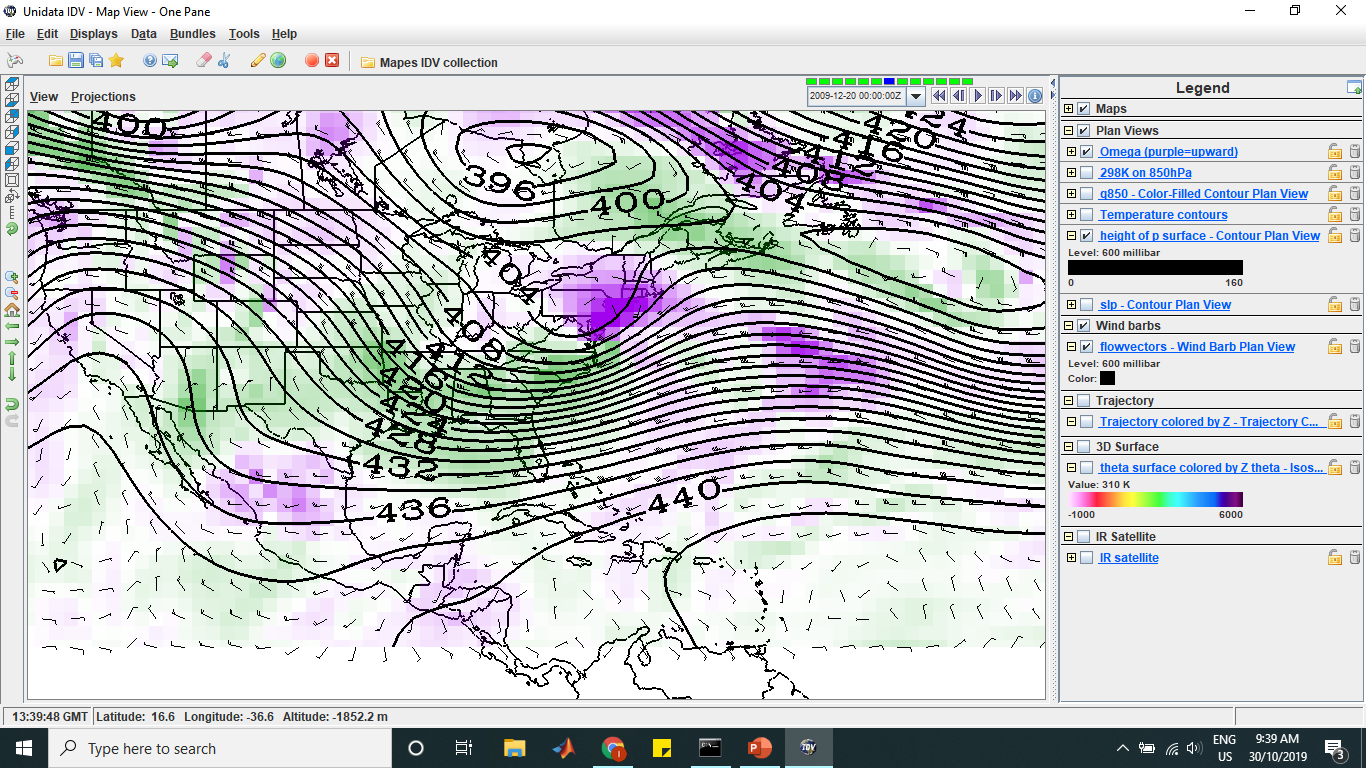 Unidata IDV - Map View - One Pane
File Edit Displays Data Bundles Tools Help
Mapes IDV collection
View Projections
2009-12-20 00:00:00Z
400
396
400
404
408
412
416
420
424
404
408
412
416
420
424
428
432
436
440
Legend
Maps
Plan Views
Omega (purple=upward)
298K on 850hPa
q850 - Color-Filled Contour Plan View
Temperature contours
height of p surface - Contour Plan View
Level: 600 millibar
0 160
slp - Contour Plan View
Wind barbs
flowvectors - Wind Barb Plan View
Level: 600 millibar
Color:
Trajectory
Trajectory colored by Z - Trajectory C...
3D Surface
theta surface colored by Z theta - Isos...
Value: 310 K
-1000 6000
IR Satellite
IR satellite
13:39:48 GMT Latitude: 16.6 Longitude: -36.6 Altitude: -1852.2 m
Type here to search
ENG
US
9:39 AM
30/10/2019
3